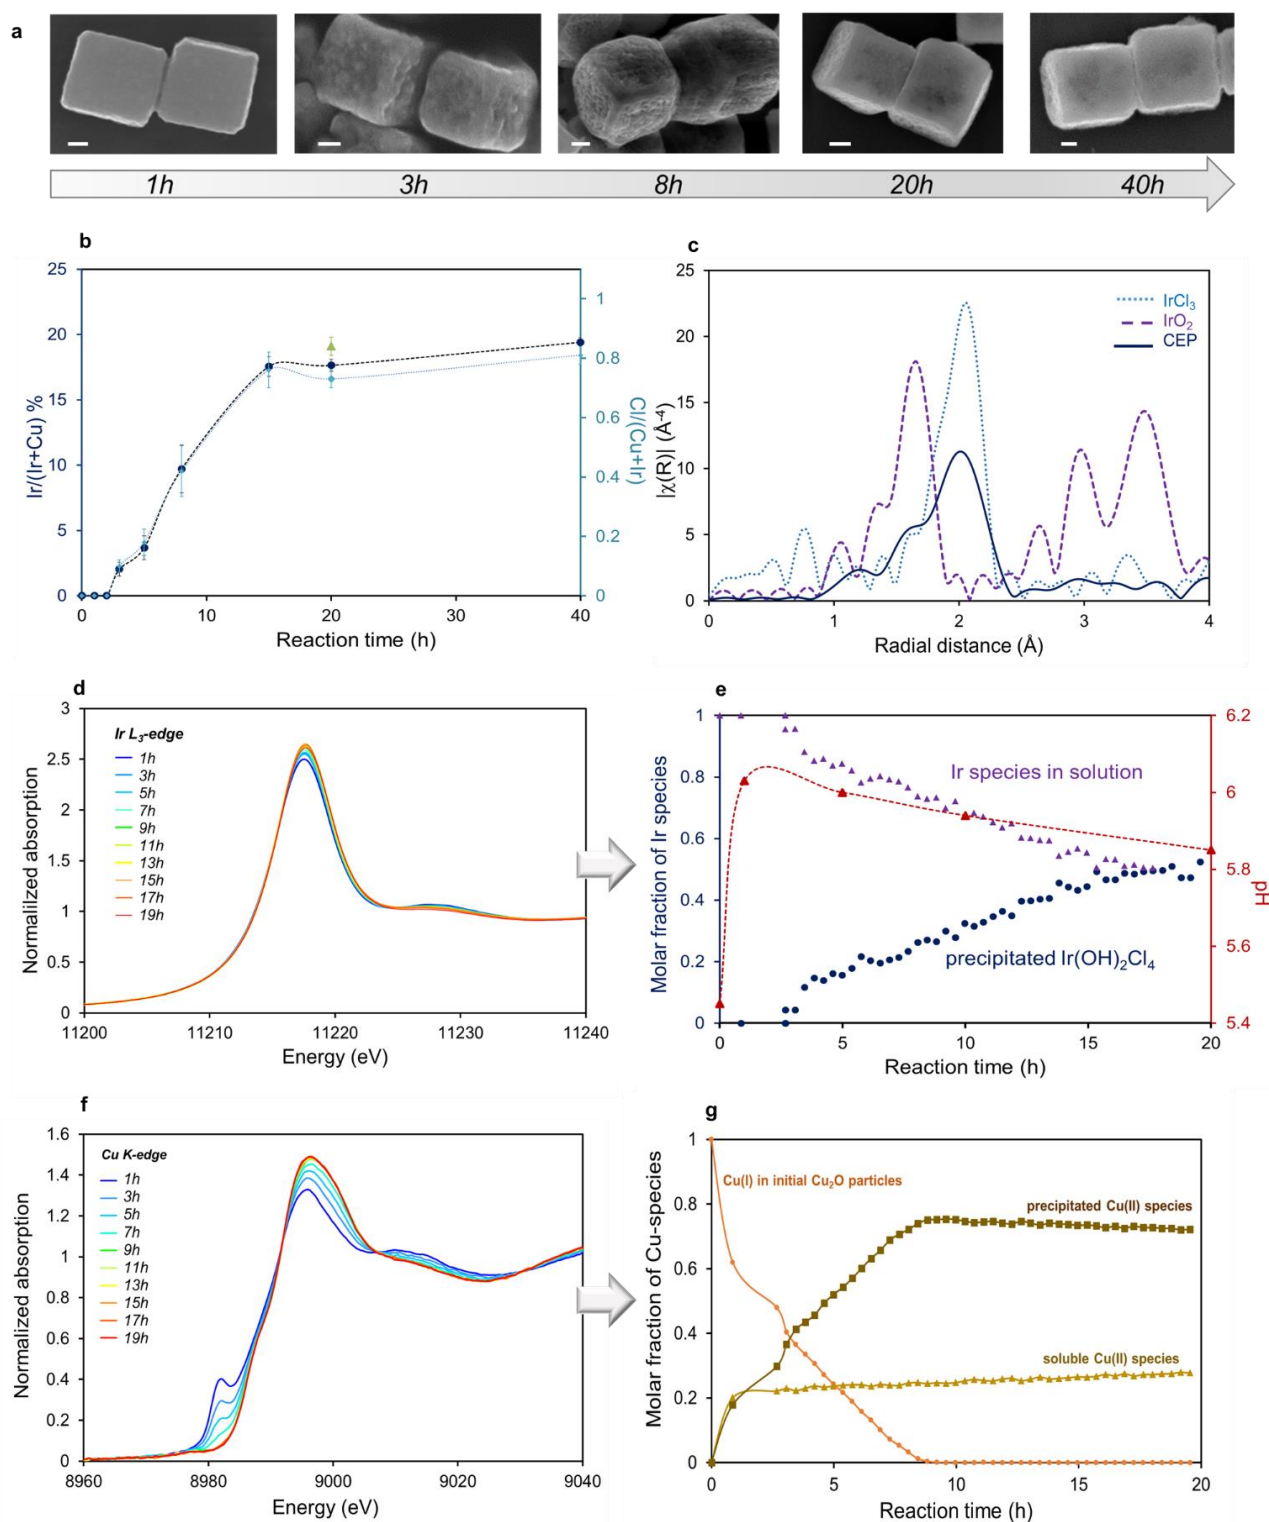 a
1h 3h 8h 20h 40h
b
25
20
15
10
5
0
Ir/(Ir+Cu) %
1
0.8
0.6
0.4
0.2
0
Cl/(Cu+Ir)
0 10 20 30 40
Reaction time (h)
c
25
20
15
10
5
0
|χ(R)| (Å-4)
IrCl3
IrO2
CEP
0 1 2 3 4
Radial distance (Å)
d
3
2.5
2
1.5
1
0.5
0
Normalilized absorption
Ir L3-edge
1h
3h
5h
7h
9h
11h
13h
15h
17h
19h
11200 11210 11220 11230 11240
Energy (eV)
e
1
0.8
0.6
0.4
0.2
0
Molar fraction of Ir species
Ir species in solution
precipitated Ir(OH)2Cl4
6.2
6
5.8
5.6
5.4
pH
0 5 10 15 20
Reaction time (h)
f
1.6
1.4
1.2
1
0.8
0.6
0.4
0.2
0
Normalized absorption
Cu K-edge
1h
3h
5h
7h
9h
11h
13h
15h
17h
19h
8960 8980 9000 9020 9040
Energy (eV)
g
1
0.8
0.6
0.4
0.2
0
Molar fraction of Cu-species
Cu(I) in initial Cu2O particles
precipitated Cu(II) species
soluble Cu(II) species
0 5 10 15 20
Reaction time (h)